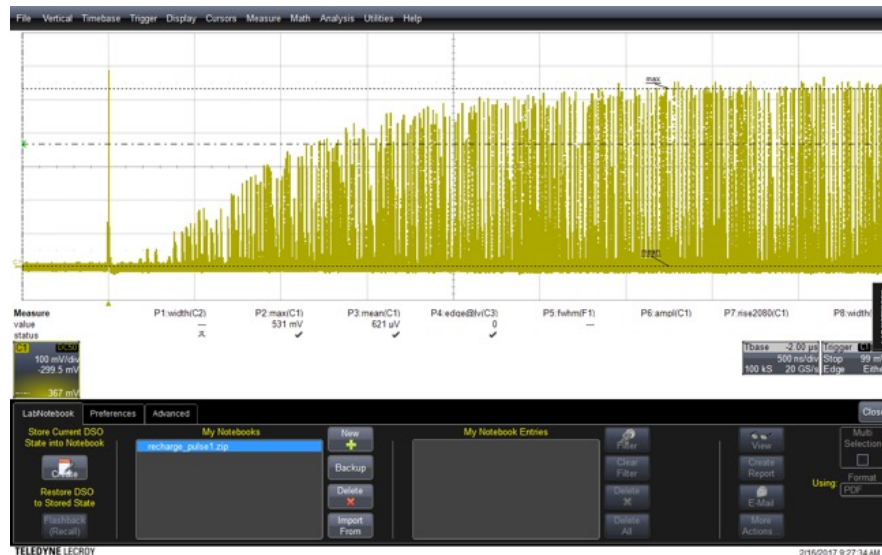 File Vertical Timebase Trigger Display Cursors Measure Math Analysis Utilities Help
max
mean
Measure P1:width(C2) P2:max(C1) P3:mean(C1) P4:edge@lv(C3) P5:fwhm(F1) P6:ampl(C1) P7:rise2080(C1) P8:width(
value --- 531 mV 621 µV 0 ---
status
C1 DC50
100 mV/div
-299.5 mV
367 mV
Tbase -2.00 µs Trigger C1
500 ns/div Stop 99 m
100 kS 20 GS/s Edge Eithe
LabNotebook Preferences Advanced Close
Store Current DSO
State into Notebook
Create
Restore DSO
to Stored State
Flashback
(Recall)
My Notebooks
recharge_pulse1.zip
New
Backup
Delete
Import
From
My Notebook Entries
Filter
Clear
Filter
Delete
Delete
All
View
Create
Report
E-Mail
More
Actions...
Multi
Selection
Using: Format
PDF
TELEDYNE LECROY 2/16/2017 9:27:34 AM